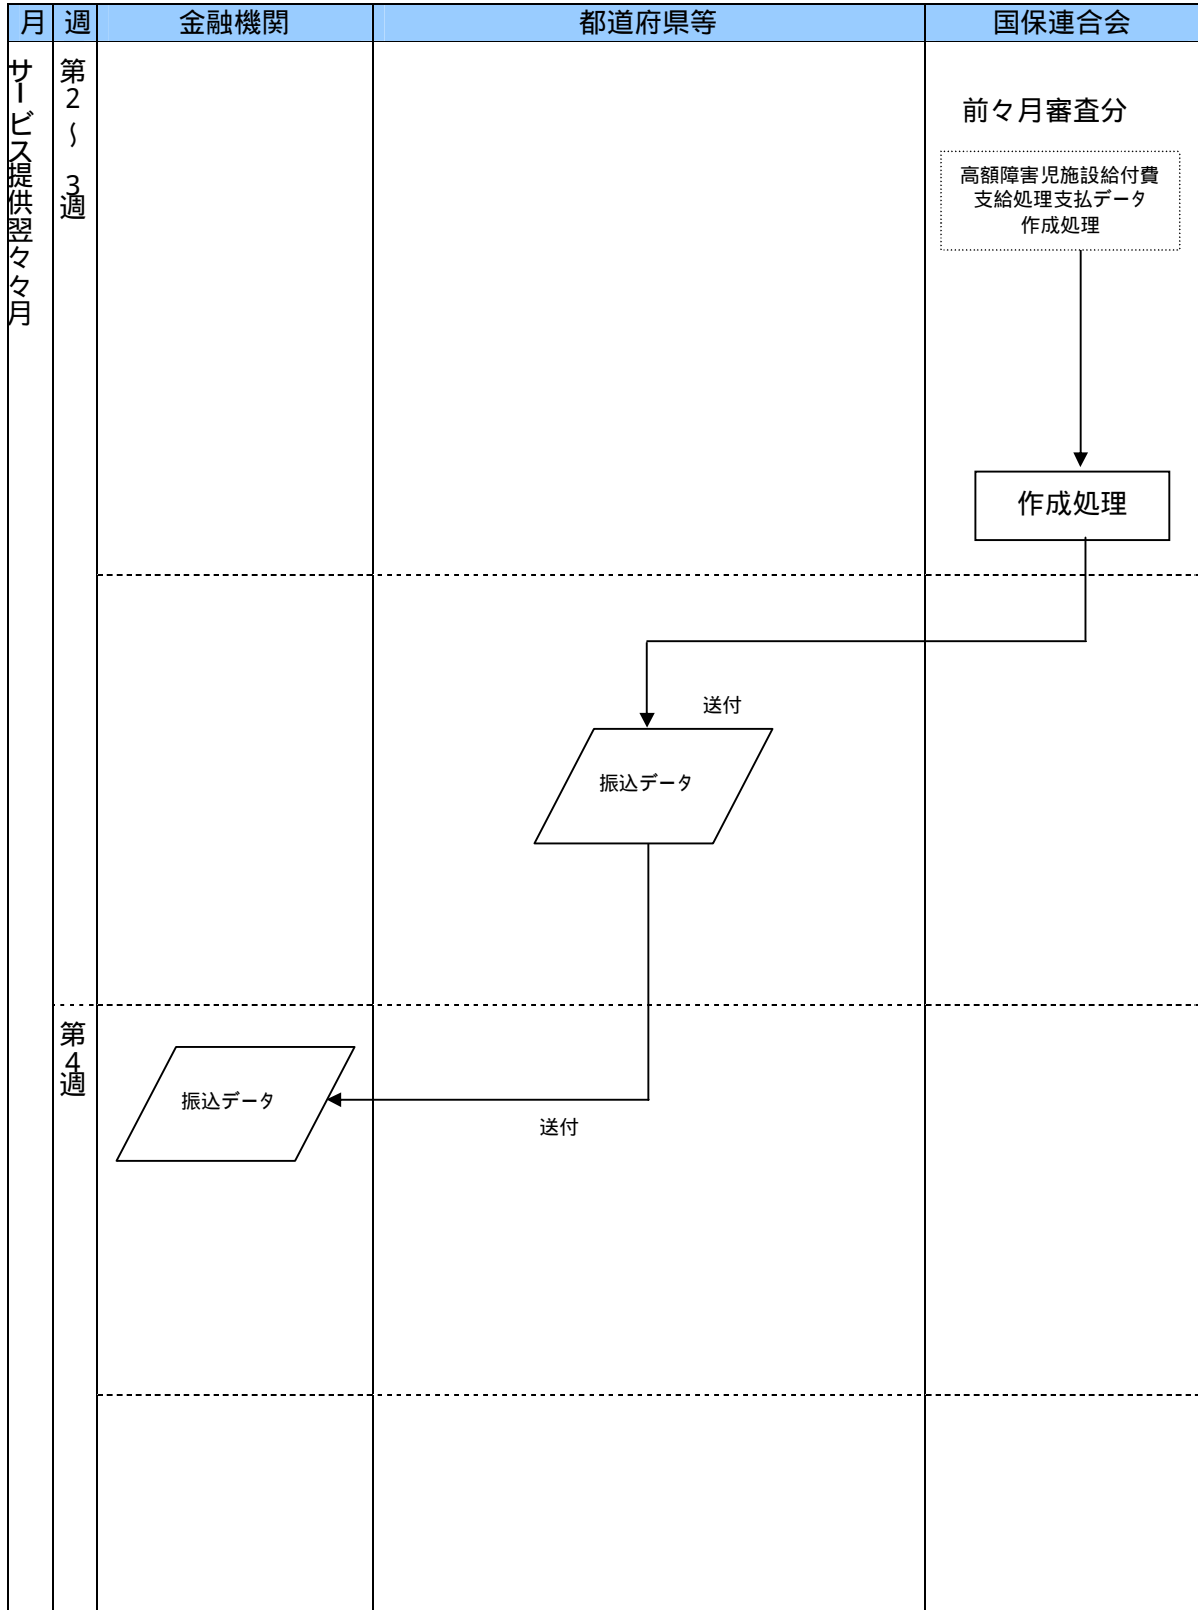 月 週 金融機関 都道府県等 国保連合会
サービス提供翌々々月
第2～3週
前々月審査分
高額障害児施設給付費
支給処理支払データ
作成処理
作成処理
送付
振込データ
第4週
振込データ
送付